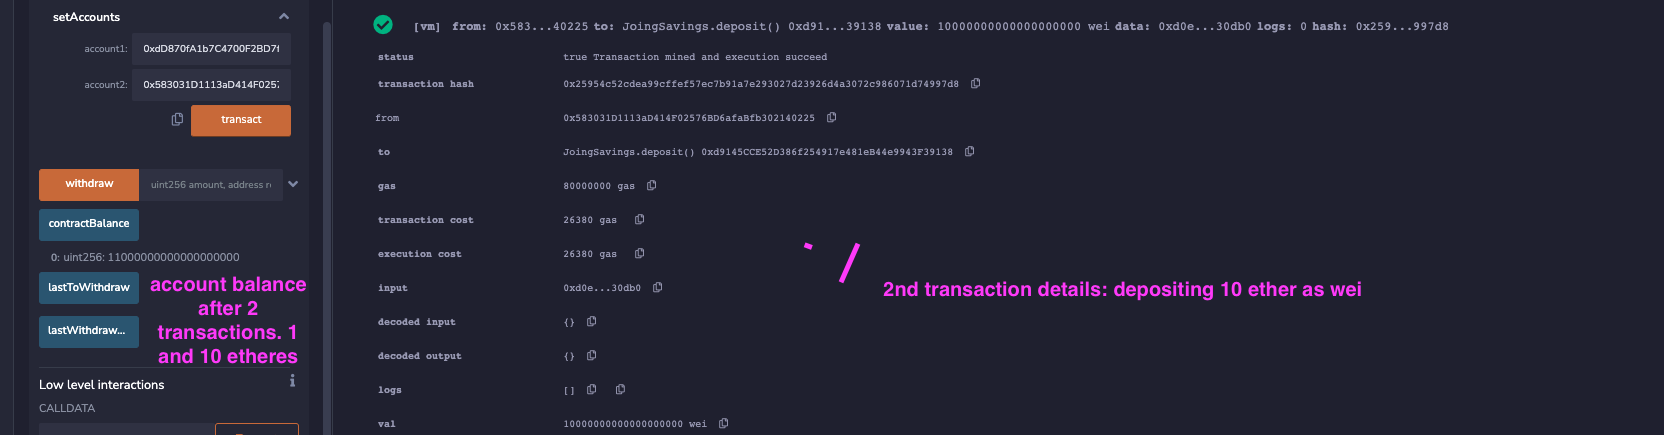 setAccounts
account1: 0xdD870fA1b7C4700F2BD7f
account2: 0x583031D1113aD414F0257
transact
withdraw uint256 amount, address re
contractBalance
0: uint256: 11000000000000000000
lastToWithdraw
lastWithdraw...
account balance
after 2
transactions. 1
and 10 etheres
Low level interactions
CALLDATA
[vm] from: 0x583...40225 to: JoingSavings.deposit() 0xd91...39138 value: 10000000000000000000 wei data: 0xd0e...30db0 logs: 0 hash: 0x259...997d8
status true Transaction mined and execution succeed
transaction hash 0x25954c52cdea99cffef57ec7b91a7e293027d23926d4a3072c986071d74997d8
from 0x583031D1113aD414F02576BD6afaBfb302140225
to JoingSavings.deposit() 0xd9145CCE52D386f254917e481eB44e9943F39138
gas 80000000 gas
transaction cost 26380 gas
execution cost 26380 gas
input 0xd0e...30db0
decoded input {}
decoded output {}
logs []
val 10000000000000000000 wei
2nd transaction details: depositing 10 ether as wei